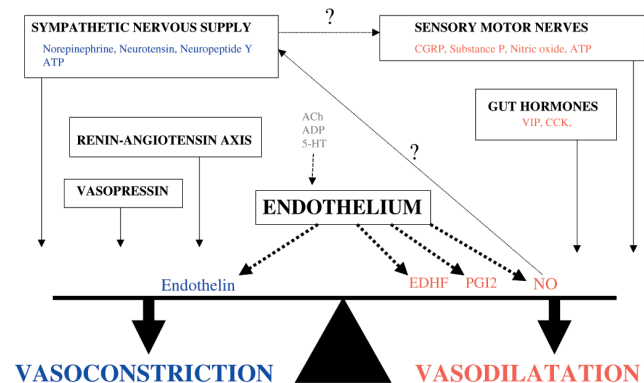 ?
SYMPATHETIC NERVOUS SUPPLY
Norepinephrine, Neurotensin, Neuropeptide Y
ATP
SENSORY MOTOR NERVES
CGRP, Substance P, Nitric oxide, ATP
GUT HORMONES
VIP, CCK,
ACh
ADP
5-HT
RENIN-ANGIOTENSIN AXIS
?
VASOPRESSIN
ENDOTHELIUM
Endothelin
EDHF
PGI2
NO
VASOCONSTRICTION
VASODILATATION